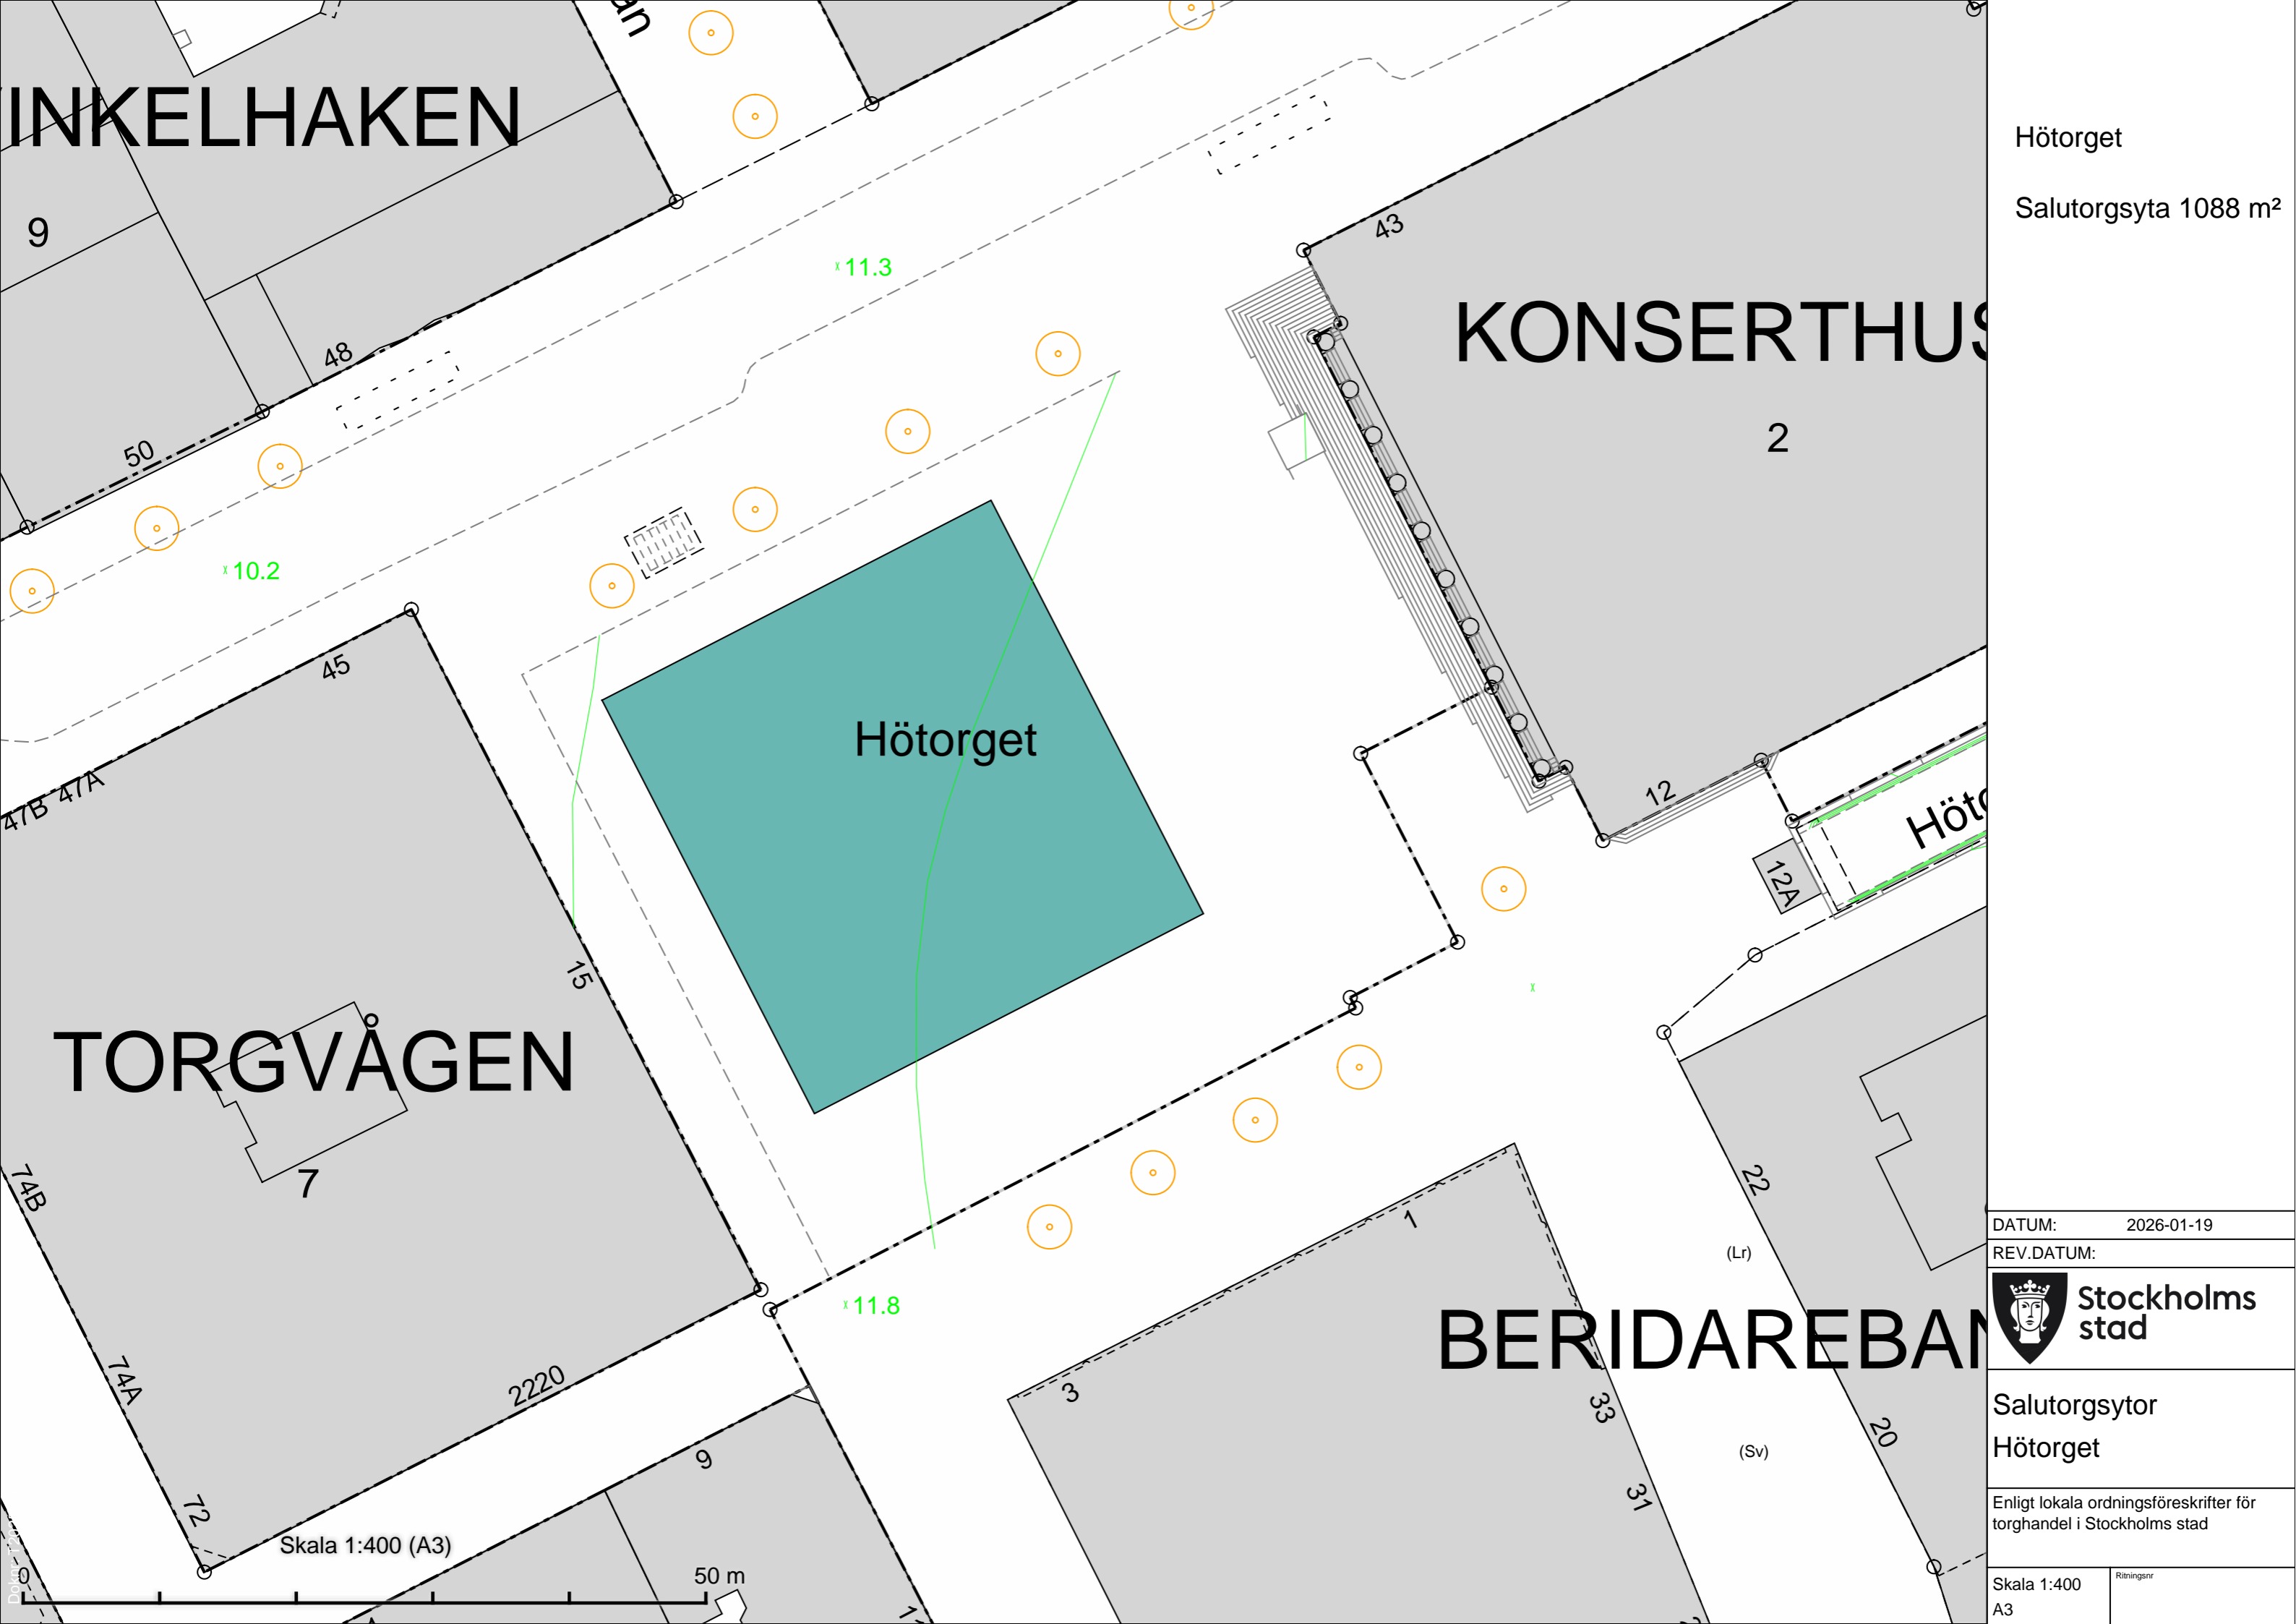 INKELHAKEN
9
48
50
11.3
10.2
43
KONSERTHUS
2
45
47A
47B
Hötorget
15
TORGVÅGEN
7
12
12A
Höto
74B
74A
72
2220
9
11.8
1
3
22
(Lr)
BERIDAREBAN
33
(Sv)
20
31
Skala 1:400 (A3)
0
50 m
Hötorget
Salutorgsyta 1088 m²
DATUM: 2026-01-19
REV.DATUM:
Stockholms
stad
Salutorgsytor
Hötorget
Enligt lokala ordningsföreskrifter för
torghandel i Stockholms stad
Skala 1:400
A3
Ritningsnr